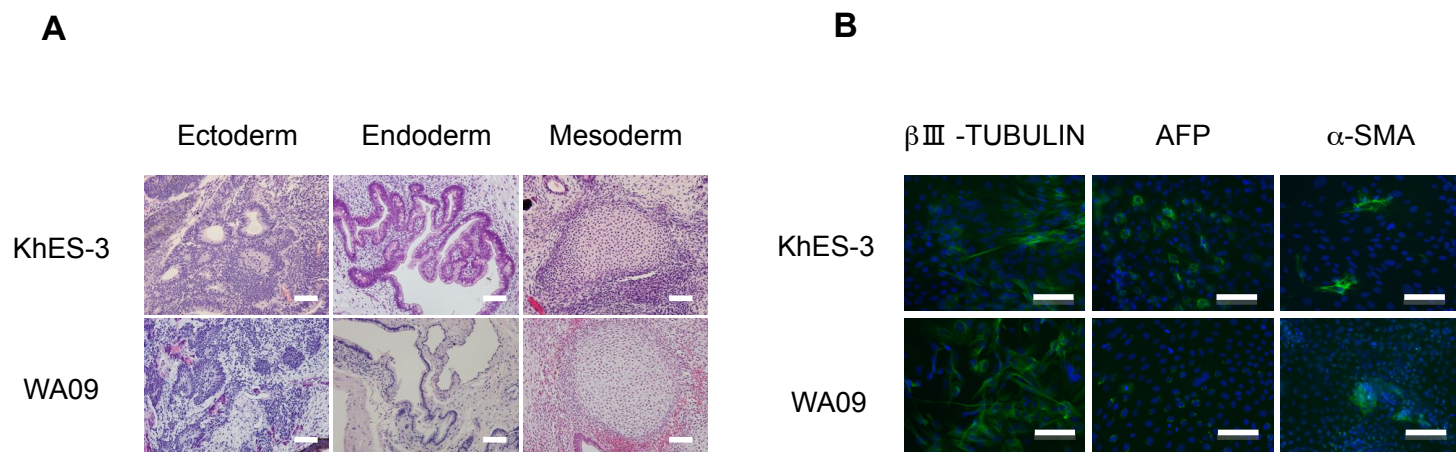 A
B
Ectoderm Endoderm Mesoderm
βⅢ -TUBULIN AFP α-SMA
KhES-3
KhES-3
WA09
WA09